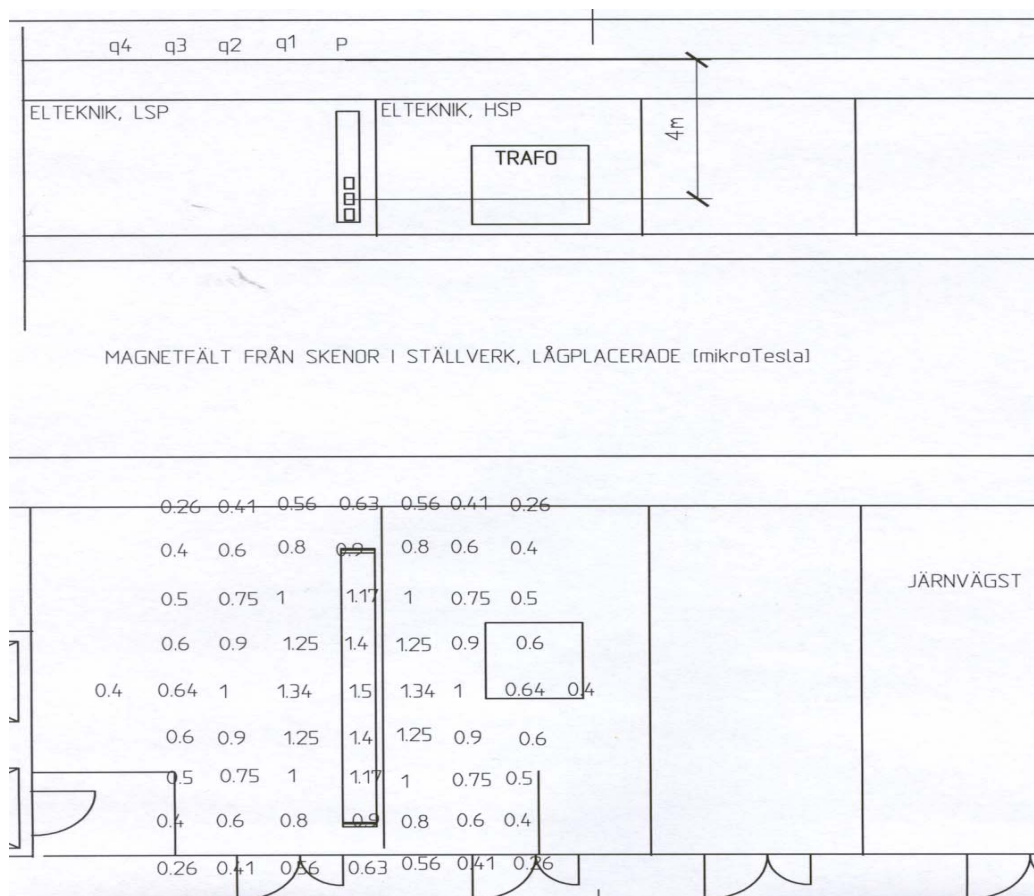 q4 q3 q2 q1 P
ELTEKNIK, LSP ELTEKNIK, HSP
TRAFO
4m
MAGNETFÄLT FRÅN SKENOR I STÄLLVERK, LÅGPLACERADE [mikroTesla]
0.26 0.41 0.56 0.63 0.56 0.41 0.26
0.4 0.6 0.8 0.9 0.8 0.6 0.4
JÄRNVÄGST
0.5 0.75 1 1.17 1 0.75 0.5
0.6 0.9 1.25 1.4 1.25 0.9 0.6
0.4 0.64 1 1.34 1.5 1.34 1 0.64 0.4
0.6 0.9 1.25 1.4 1.25 0.9 0.6
0.5 0.75 1 1.17 1 0.75 0.5
0.4 0.6 0.8 0.9 0.8 0.6 0.4
0.26 0.41 0.56 0.63 0.56 0.41 0.26